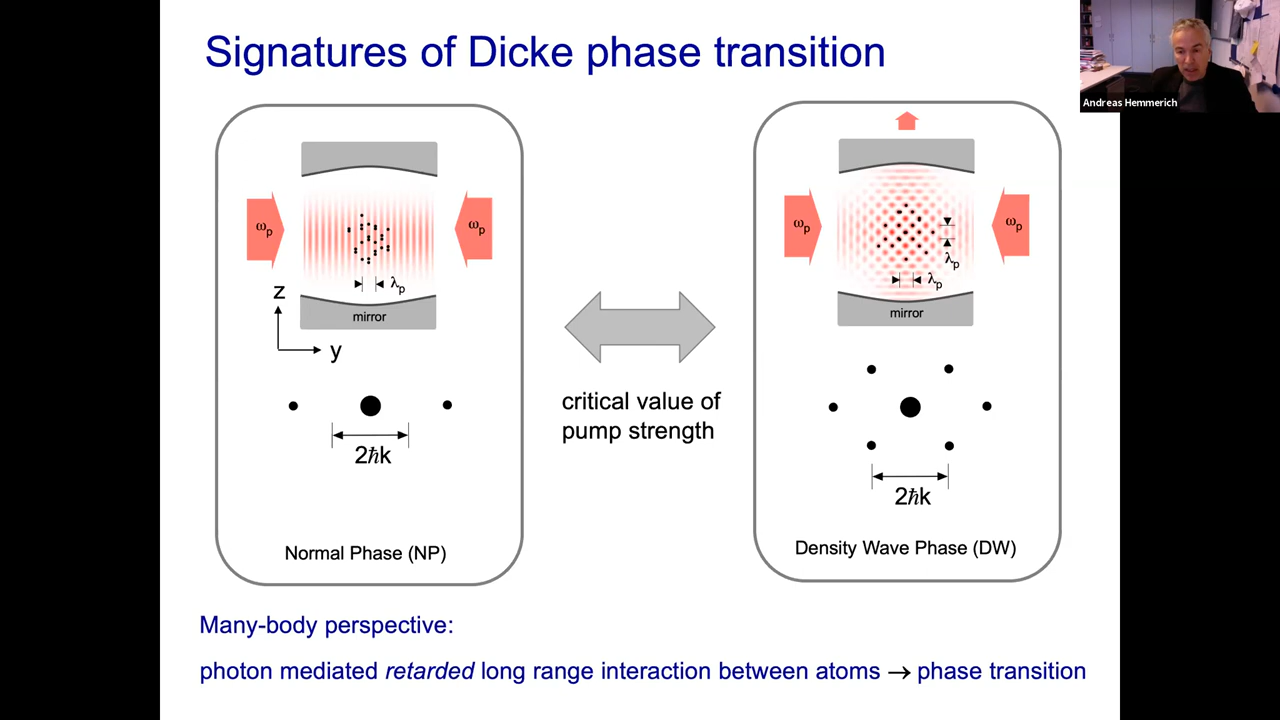 Signatures of Dicke phase transition
Andreas Hemmerich
ωp
ωp
λp
mirror
z
y
2ħk
Normal Phase (NP)
critical value of
pump strength
ωp
ωp
λp
λp
mirror
2ħk
Density Wave Phase (DW)
Many-body perspective:
photon mediated retarded long range interaction between atoms → phase transition